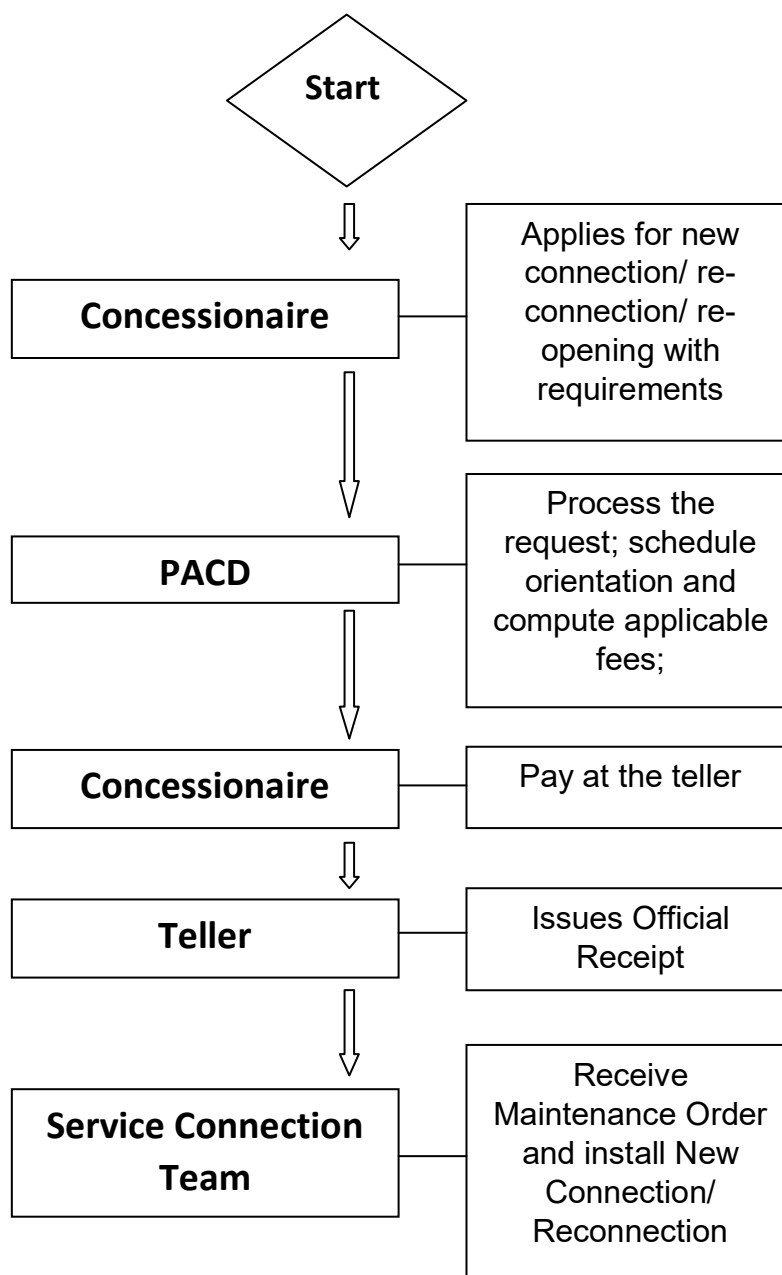 Start
Concessionaire
Applies for new
connection/ re-
connection/ re-
opening with
requirements
PACD
Process the
request; schedule
orientation and
compute applicable
fees;
Concessionaire
Pay at the teller
Teller
Issues Official
Receipt
Service Connection
Team
Receive
Maintenance Order
and install New
Connection/
Reconnection